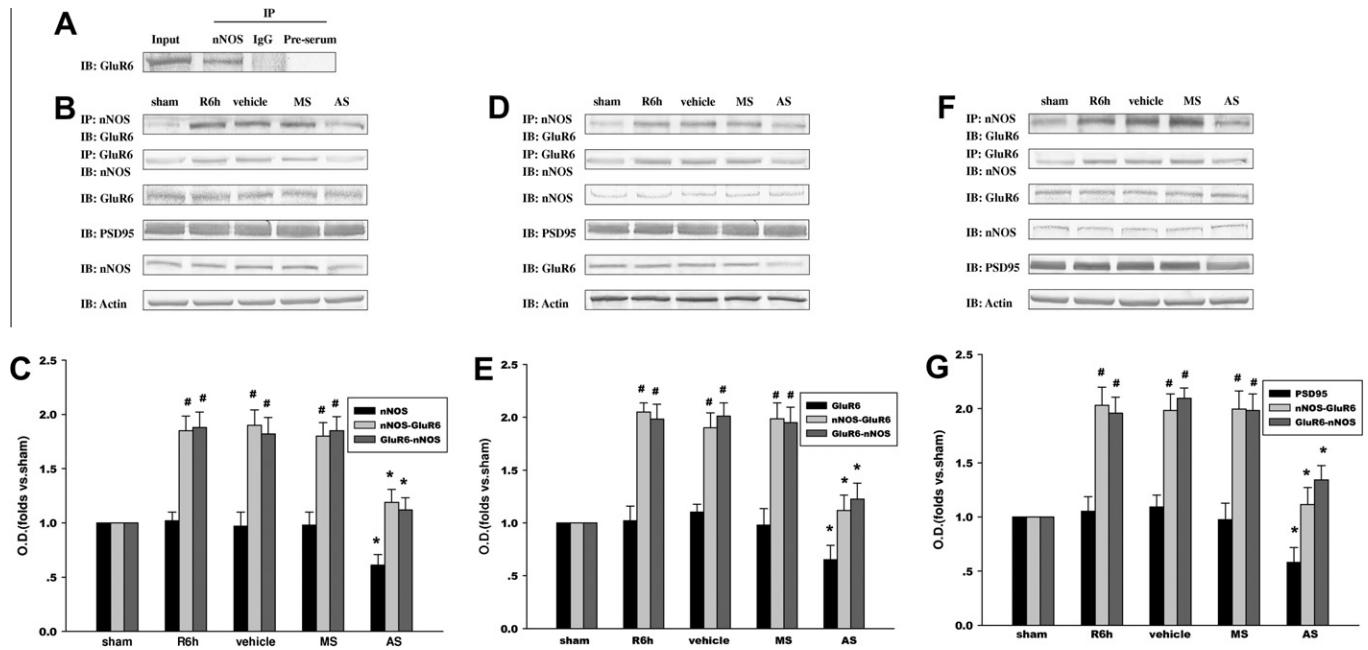 A
IP
Input nNOS IgG Pre-serum
IB: GluR6
B
sham R6h vehicle MS AS
IP: nNOS
IB: GluR6
IP: GluR6
IB: nNOS
IB: GluR6
IB: PSD95
IB: nNOS
IB: Actin
D
sham R6h vehicle MS AS
IP: nNOS
IB: GluR6
IP: GluR6
IB: nNOS
IB: nNOS
IB: PSD95
IB: GluR6
IB: Actin
F
sham R6h vehicle MS AS
IP: nNOS
IB: GluR6
IP: GluR6
IB: nNOS
IB: GluR6
IB: nNOS
IB: PSD95
IB: Actin
C
O.D.(folds vs.sham)
2.5
2.0
1.5
1.0
.5
0.0
# # # # # #
* * *
nNOS
nNOS-GluR6
GluR6-nNOS
sham R6h vehicle MS AS
E
O.D.(folds vs.sham)
2.5
2.0
1.5
1.0
.5
0.0
# # # # # #
* * *
GluR6
nNOS-GluR6
GluR6-nNOS
sham R6h vehicle MS AS
G
O.D.(folds vs.sham)
2.5
2.0
1.5
1.0
.5
0.0
# # # # # #
* * *
PSD95
nNOS-GluR6
GluR6-nNOS
sham R6h vehicle MS AS